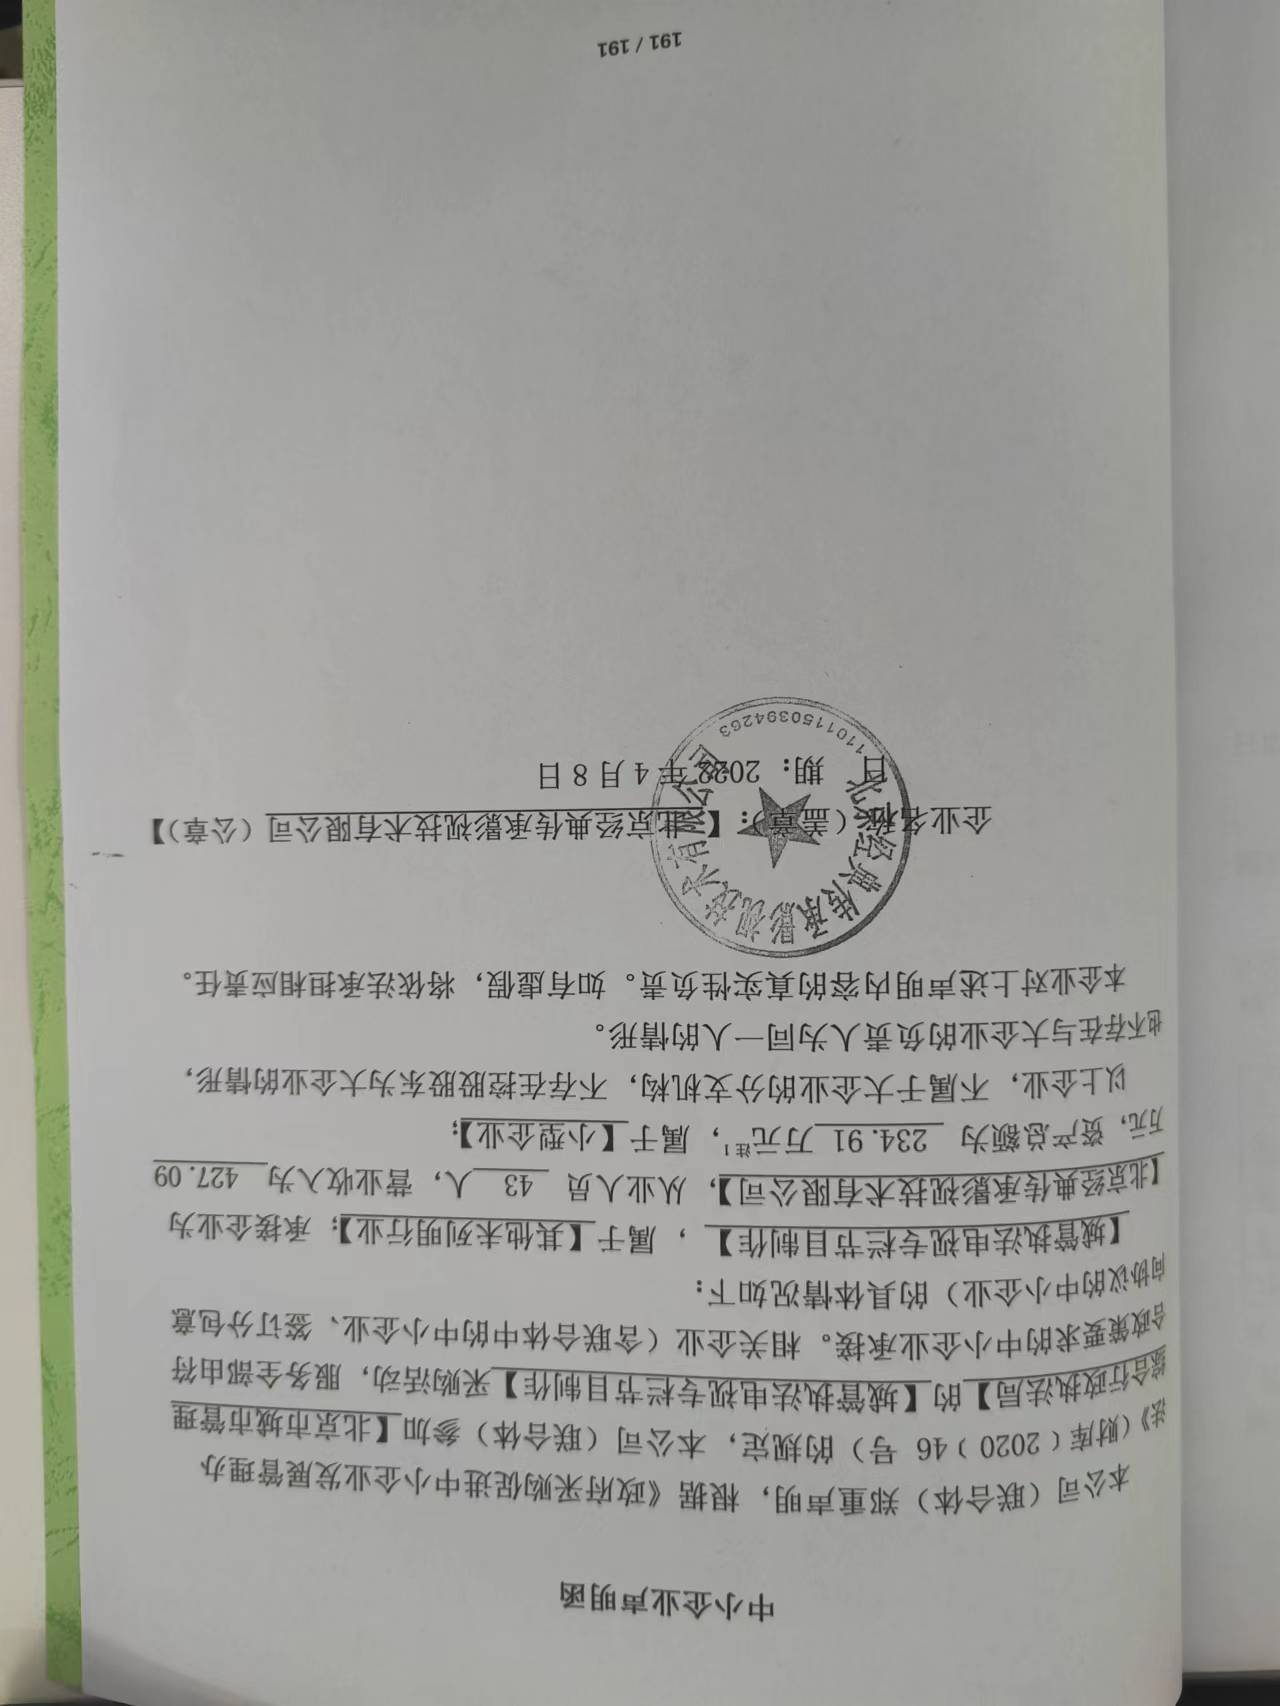 中小企业声明函
本公司（联合体）郑重声明，根据《政府采购促进中小企业发展管理办
法》（财库﹝2020﹞46 号）的规定，本公司（联合体）参加【北京市城市管理
综合行政执法局】的【城管执法电视专栏节目制作】采购活动，服务全部由符
合政策要求的中小企业承接。相关企业（含联合体中的中小企业、签订分包意
向协议的中小企业）的具体情况如下：
【城管执法电视专栏节目制作】，属于【其他未列明行业】；承接企业为
【北京经典传承影视技术有限公司】，从业人员 43 人，营业收入为 427.09
万元，资产总额为 234.91 万元注1，属于【小型企业】；
以上企业，不属于大企业的分支机构，不存在控股股东为大企业的情形，
也不存在与大企业的负责人为同一人的情形。
本企业对上述声明内容的真实性负责。如有虚假，将依法承担相应责任。
企业名称（盖章）：【北京经典传承影视技术有限公司（公章）】
日 期：2022 年 4 月 8 日
北京经典传承影视技术有限公司
1101150394263
191 / 191